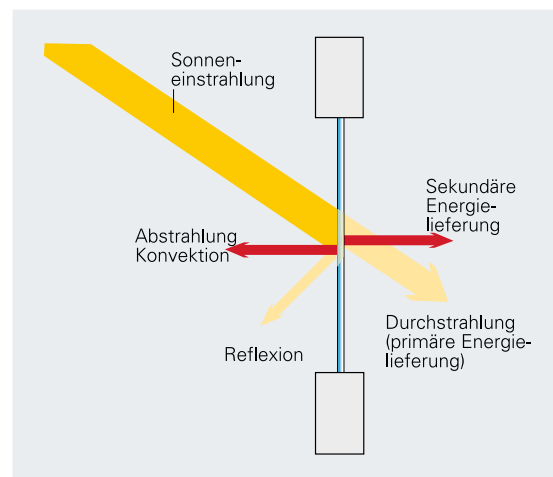 Sonnen-
einstrahlung
Sekundäre
Energie-
lieferung
Abstrahlung
Konvektion
Durchstrahlung
(primäre Energie-
lieferung)
Reflexion